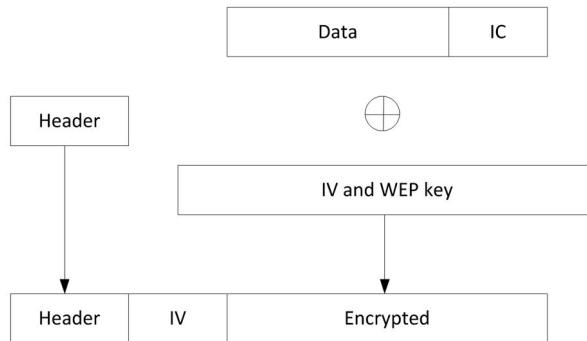 Data IC
Header
IV and WEP key
Header IV Encrypted